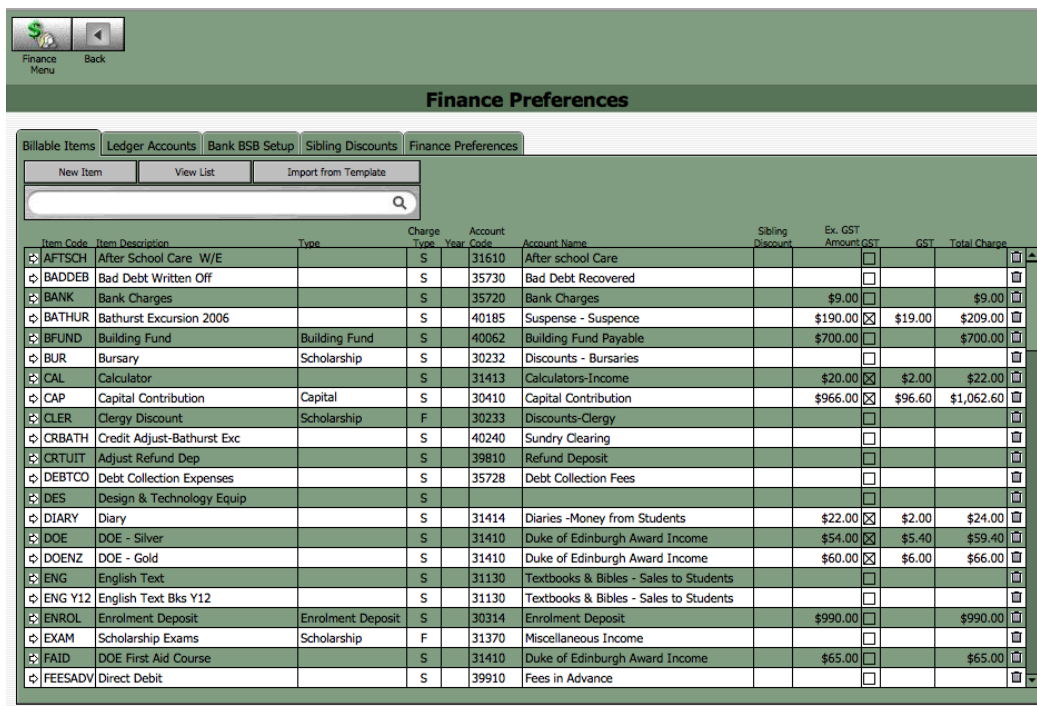 Finance Menu
Back
Finance Preferences
Billable Items Ledger Accounts Bank BSB Setup Sibling Discounts Finance Preferences
New Item View List Import from Template
Item Code Item Description Type Charge Type Year Account Code Account Name Sibling Discount Ex. GST Amount GST GST Total Charge
AFTSCH After School Care W/E S 31610 After school Care
BADDEB Bad Debt Written Off S 35730 Bad Debt Recovered
BANK Bank Charges S 35720 Bank Charges $9.00 $9.00
BATHUR Bathurst Excursion 2006 S 40185 Suspense - Suspence $190.00 $19.00 $209.00
BFUND Building Fund Building Fund S 40062 Building Fund Payable $700.00 $700.00
BUR Bursary Scholarship S 30232 Discounts - Bursaries
CAL Calculator S 31413 Calculators-Income $20.00 $2.00 $22.00
CAP Capital Contribution Capital S 30410 Capital Contribution $966.00 $96.60 $1,062.60
CLER Clergy Discount Scholarship F 30233 Discounts-Clergy
CRBATH Credit Adjust-Bathurst Exc S 40240 Sundry Clearing
CRTUIT Adjust Refund Dep S 39810 Refund Deposit
DEBTCO Debt Collection Expenses S 35728 Debt Collection Fees
DES Design & Technology Equip S
DIARY Diary S 31414 Diaries -Money from Students $22.00 $2.00 $24.00
DOE DOE - Silver S 31410 Duke of Edinburgh Award Income $54.00 $5.40 $59.40
DOENZ DOE - Gold S 31410 Duke of Edinburgh Award Income $60.00 $6.00 $66.00
ENG English Text S 31130 Textbooks & Bibles - Sales to Students
ENG Y12 English Text Bks Y12 S 31130 Textbooks & Bibles - Sales to Students
ENROL Enrolment Deposit Enrolment Deposit S 30314 Enrolment Deposit $990.00 $990.00
EXAM Scholarship Exams Scholarship F 31370 Miscellaneous Income
FAID DOE First Aid Course S 31410 Duke of Edinburgh Award Income $65.00 $65.00
FEESADV Direct Debit S 39910 Fees in Advance